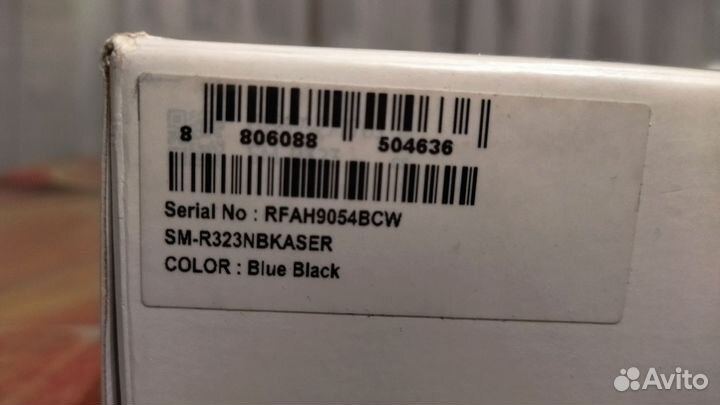 8 806088 504636
Serial No : RFAH9054BCW
SM-R323NBKASER
COLOR : Blue Black
Avito